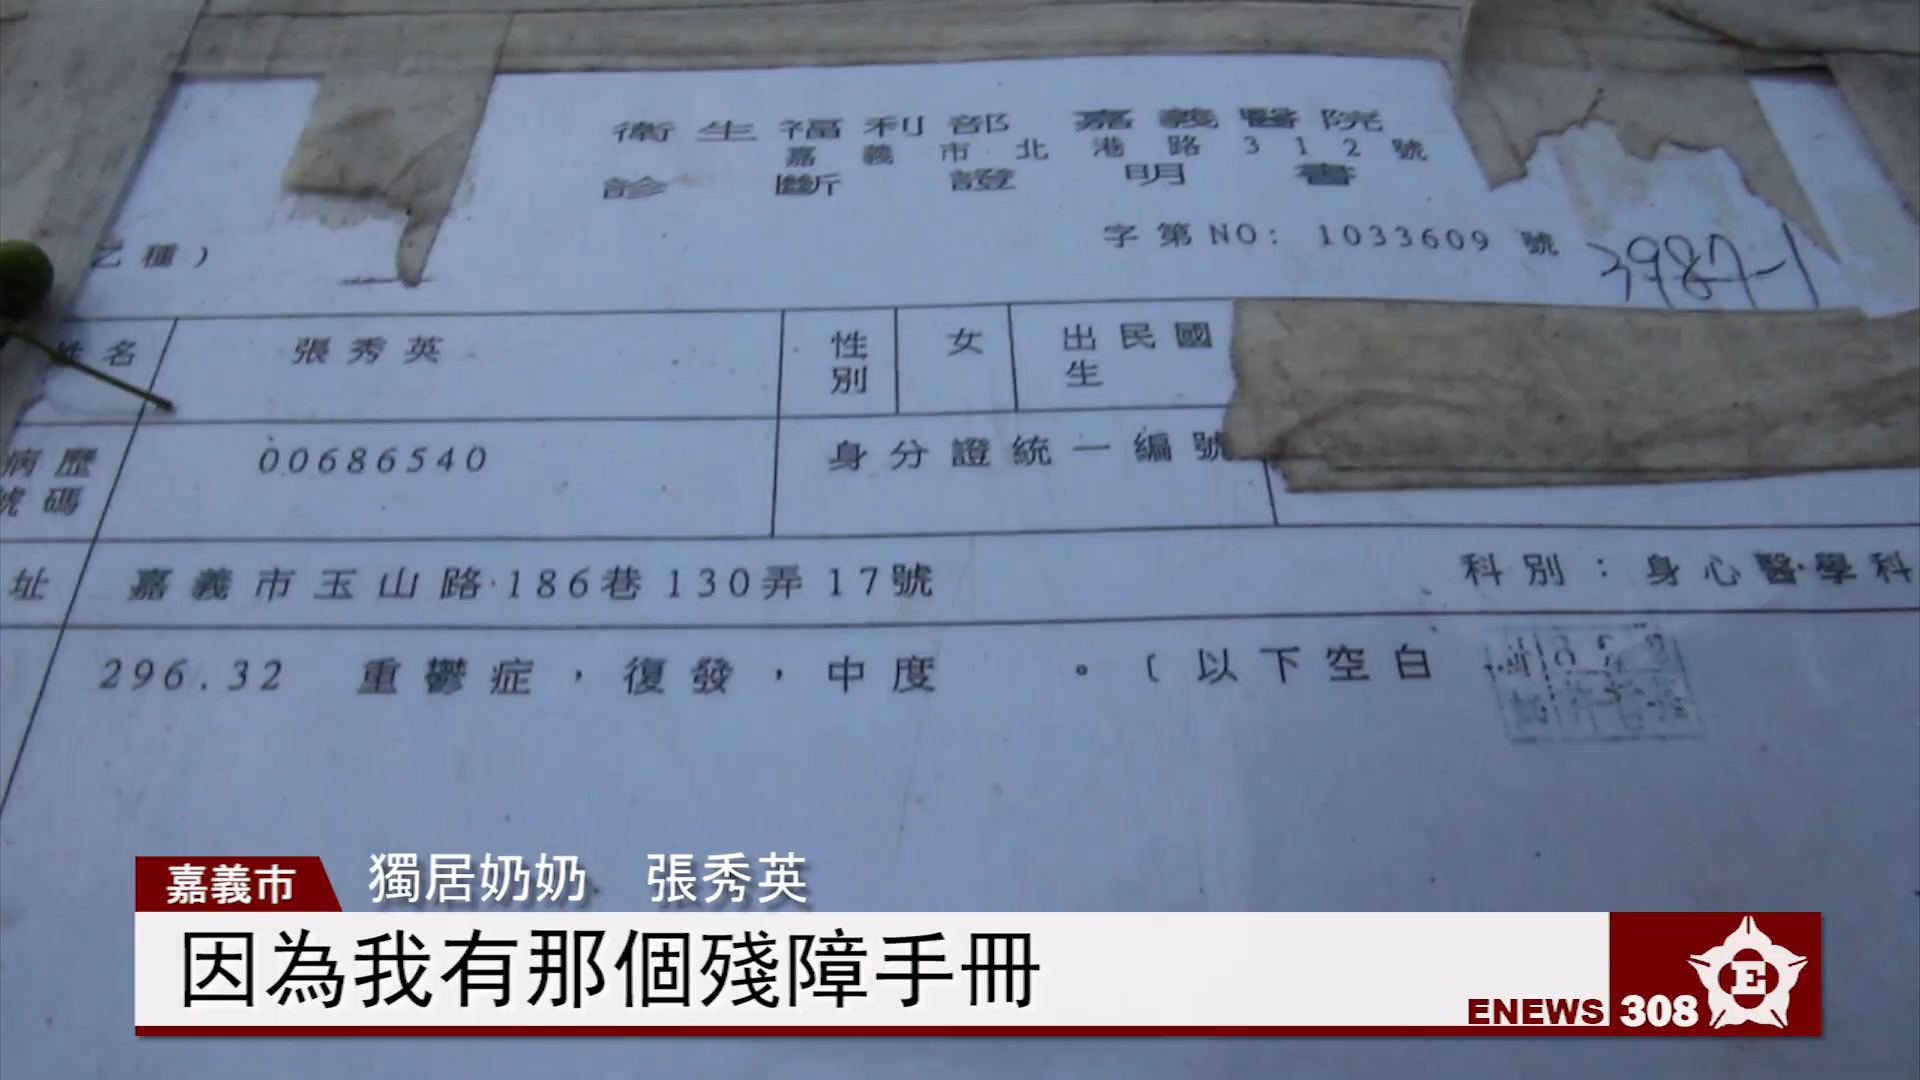 衛生福利部 嘉義醫院
嘉義市北港路312號
診斷證明書
字第NO: 1033609 號
3987-1
之種)
姓名 張秀英 性別 女 出生 民國
病歷號碼 00686540 身分證統一編號
址 嘉義市玉山路186巷130弄17號 科別:身心醫學科
296.32 重鬱症,復發,中度 。(以下空白
嘉義市 獨居奶奶 張秀英
因為我有那個殘障手冊
ENEWS 308 E